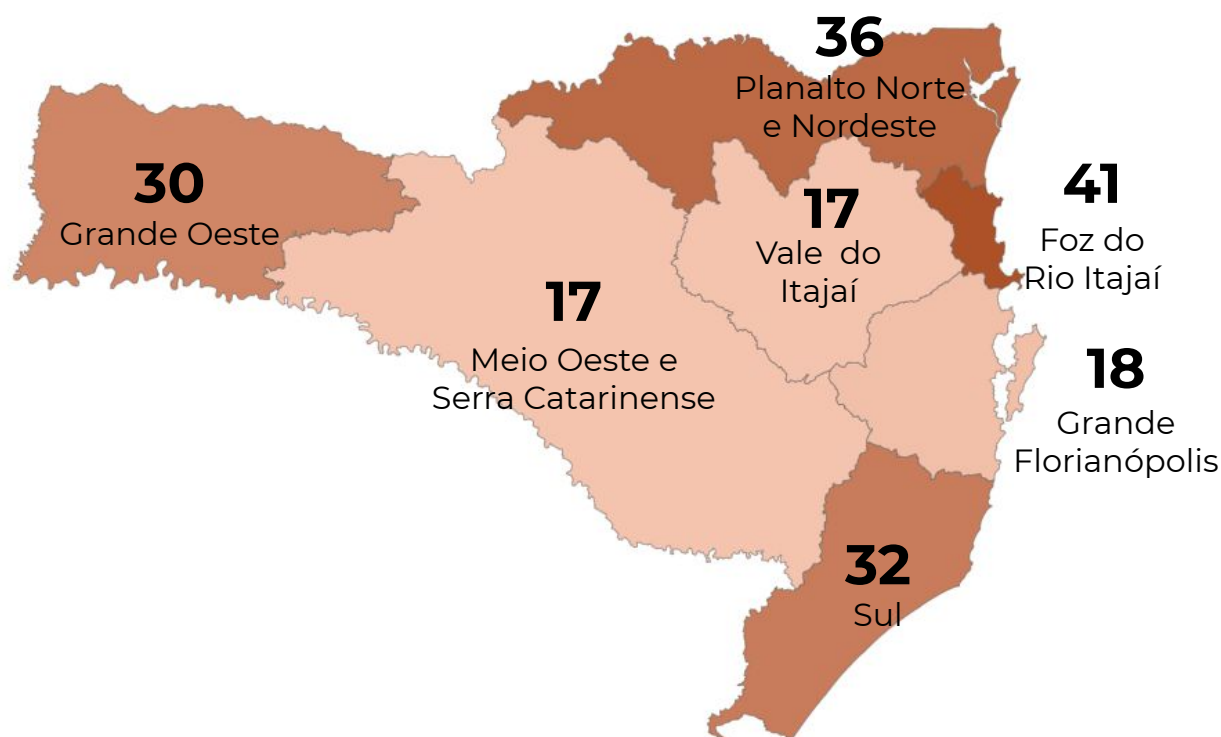 36
Planalto Norte
e Nordeste
30
Grande Oeste
17
Vale do
Itajaí
41
Foz do
Rio Itajaí
17
Meio Oeste e
Serra Catarinense
18
Grande
Florianópolis
32
Sul